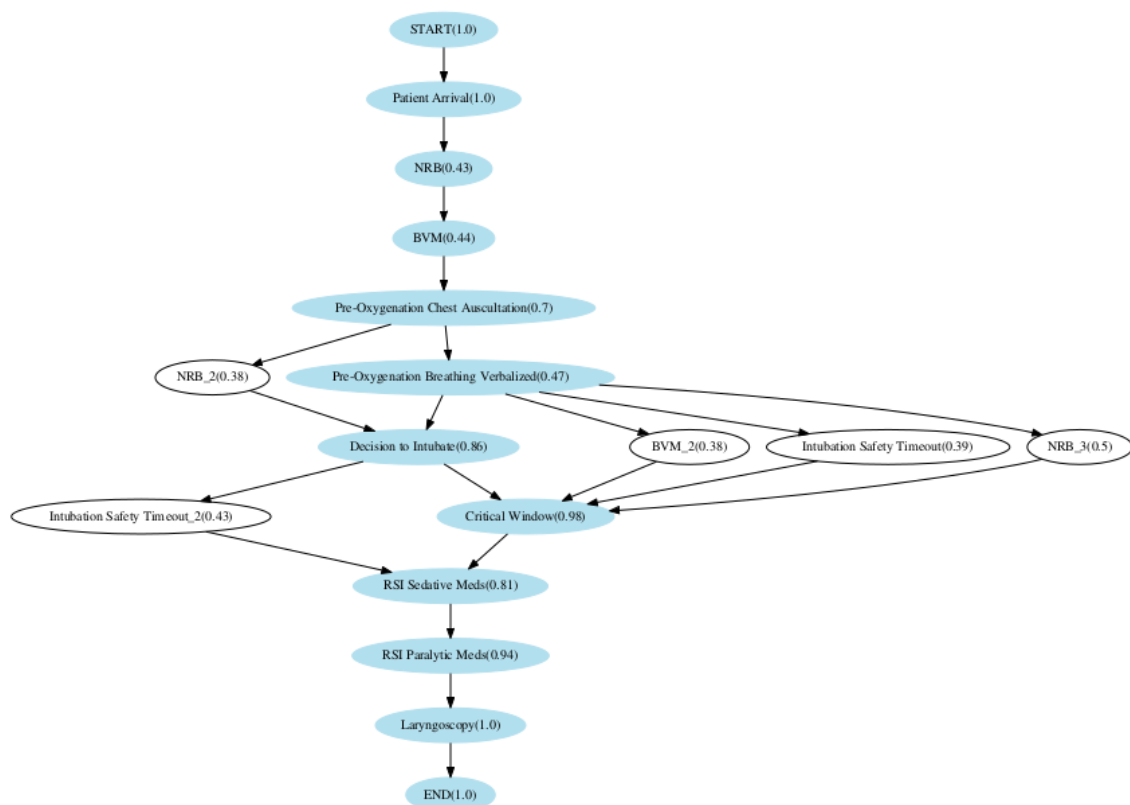 START(1.0)
Patient Arrival(1.0)
NRB(0.43)
BVM(0.44)
Pre-Oxygenation Chest Auscultation(0.7)
NRB_2(0.38)
Pre-Oxygenation Breathing Verbalized(0.47)
Decision to Intubate(0.86)
BVM_2(0.38)
Intubation Safety Timeout(0.39)
NRB_3(0.5)
Intubation Safety Timeout_2(0.43)
Critical Window(0.98)
RSI Sedative Meds(0.81)
RSI Paralytic Meds(0.94)
Laryngoscopy(1.0)
END(1.0)